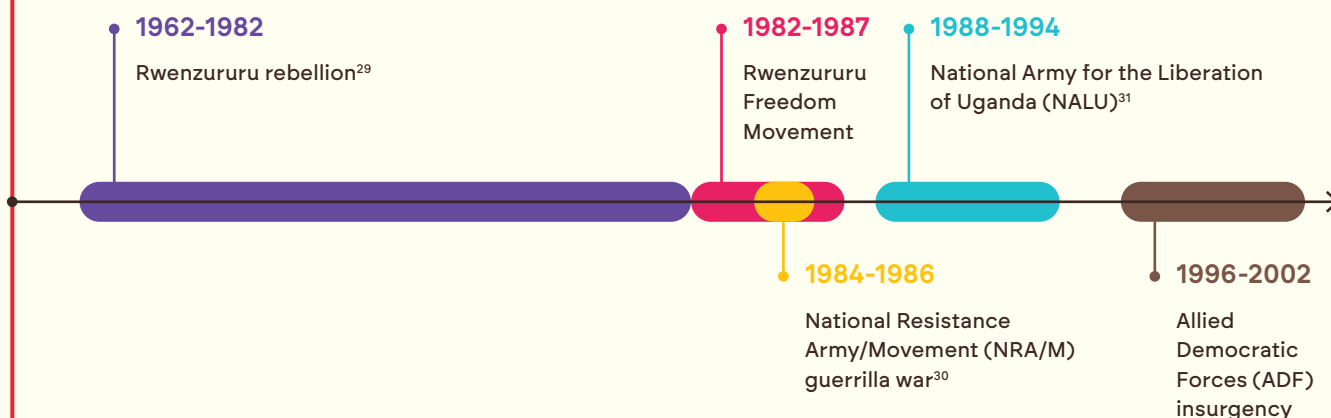 1962-1982
Rwenzururu rebellion²⁹
1982-1987
Rwenzururu
Freedom
Movement
1988-1994
National Army for the Liberation
of Uganda (NALU)³¹
1984-1986
National Resistance
Army/Movement (NRA/M)
guerrilla war³⁰
1996-2002
Allied
Democratic
Forces (ADF)
insurgency